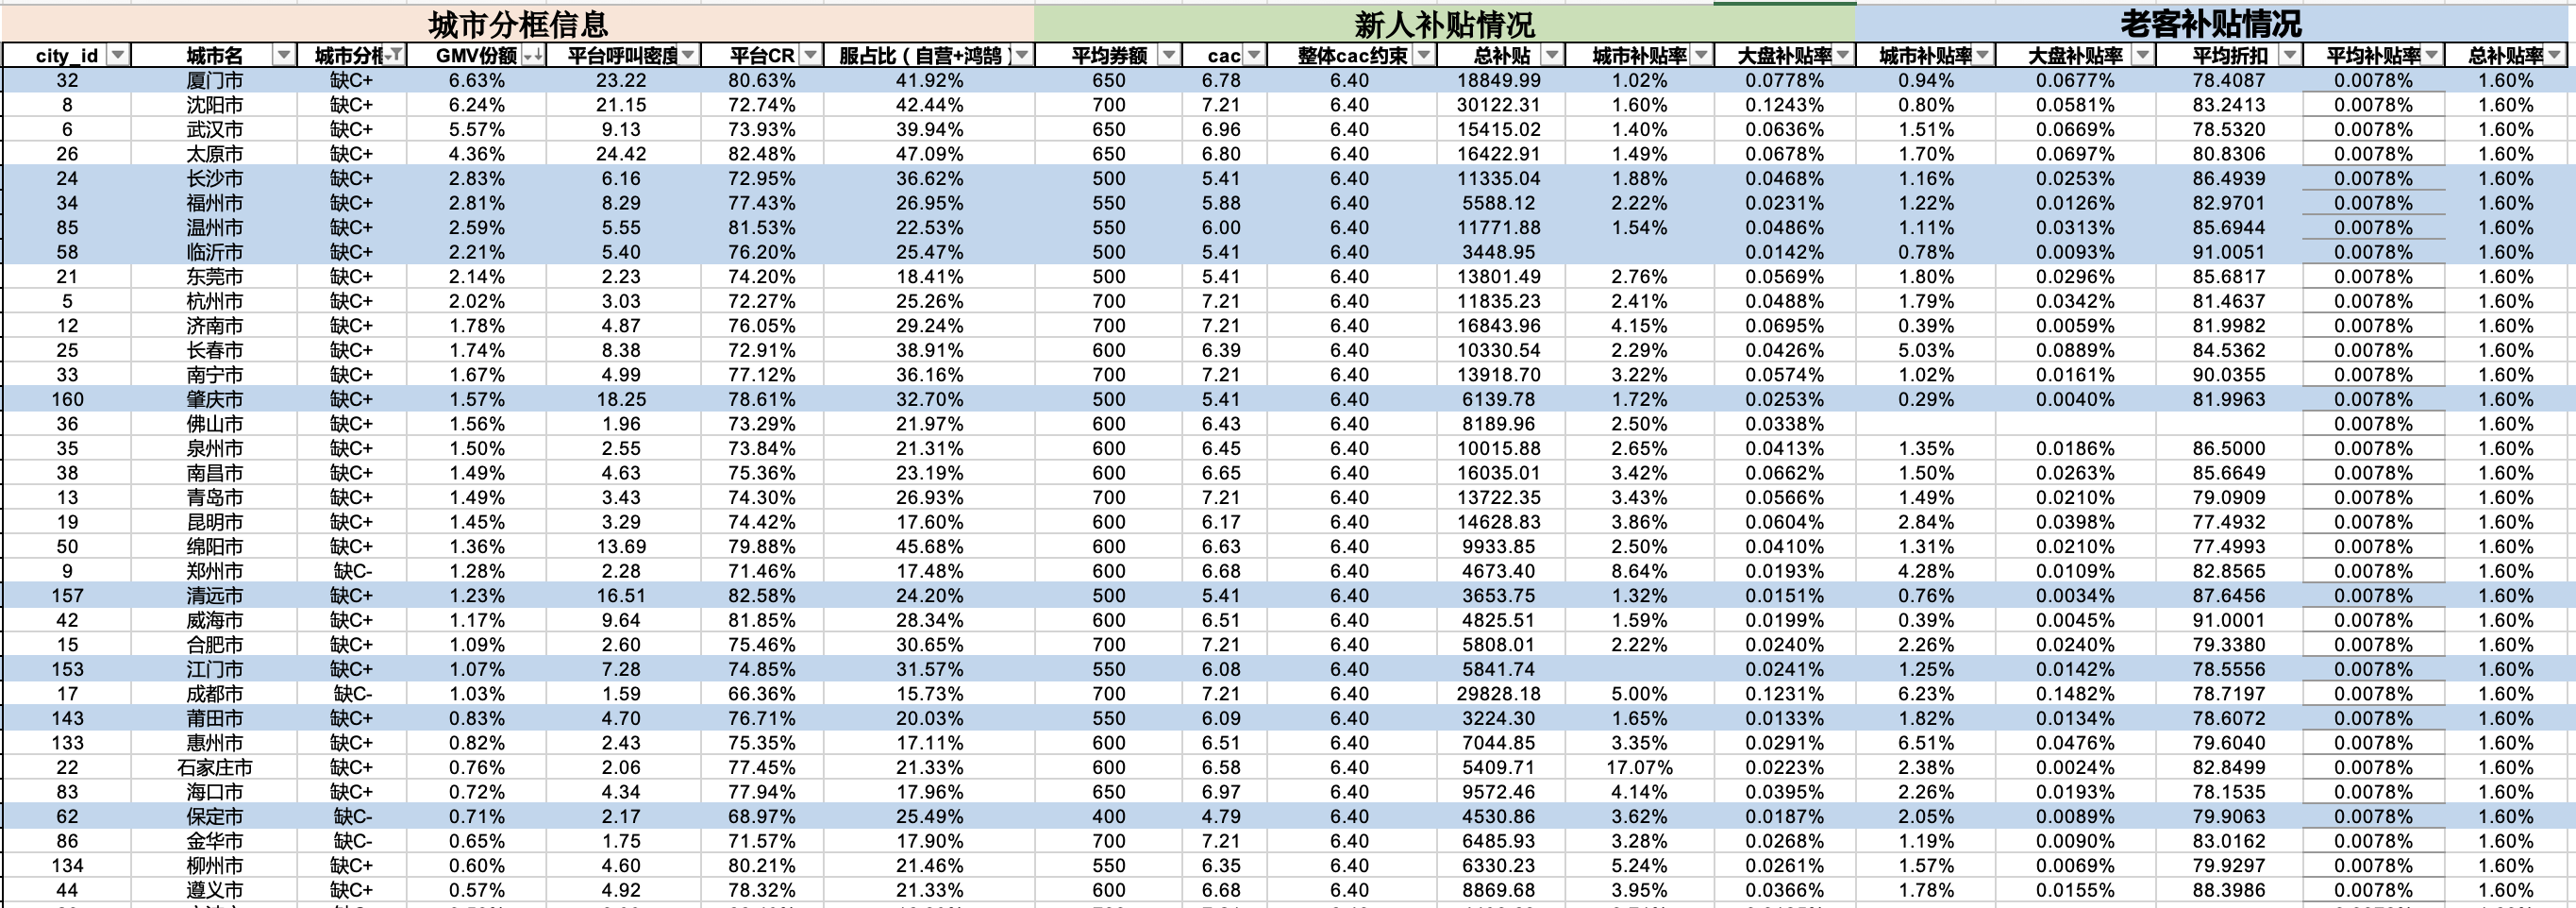 城市分框信息 新人补贴情况 老客补贴情况
city_id 城市名 城市分框 GMV份额 平台呼叫密度 平台CR 服占比（自营+鸿鹄） 平均券额 cac 整体cac约束 总补贴 城市补贴率 大盘补贴率 城市补贴率 大盘补贴率 平均折扣 平均补贴率 总补贴率
32 厦门市 缺C+ 6.63% 23.22 80.63% 41.92% 650 6.78 6.40 18849.99 1.02% 0.0778% 0.94% 0.0677% 78.4087 0.0078% 1.60%
8 沈阳市 缺C+ 6.24% 21.15 72.74% 42.44% 700 7.21 6.40 30122.31 1.60% 0.1243% 0.80% 0.0581% 83.2413 0.0078% 1.60%
6 武汉市 缺C+ 5.57% 9.13 73.93% 39.94% 650 6.96 6.40 15415.02 1.40% 0.0636% 1.51% 0.0669% 78.5320 0.0078% 1.60%
26 太原市 缺C+ 4.36% 24.42 82.48% 47.09% 650 6.80 6.40 16422.91 1.49% 0.0678% 1.70% 0.0697% 80.8306 0.0078% 1.60%
24 长沙市 缺C+ 2.83% 6.16 72.95% 36.62% 500 5.41 6.40 11335.04 1.88% 0.0468% 1.16% 0.0253% 86.4939 0.0078% 1.60%
34 福州市 缺C+ 2.81% 8.29 77.43% 26.95% 550 5.88 6.40 5588.12 2.22% 0.0231% 1.22% 0.0126% 82.9701 0.0078% 1.60%
85 温州市 缺C+ 2.59% 5.55 81.53% 22.53% 550 6.00 6.40 11771.88 1.54% 0.0486% 1.11% 0.0313% 85.6944 0.0078% 1.60%
58 临沂市 缺C+ 2.21% 5.40 76.20% 25.47% 500 5.41 6.40 3448.95 0.0142% 0.78% 0.0093% 91.0051 0.0078% 1.60%
21 东莞市 缺C+ 2.14% 2.23 74.20% 18.41% 500 5.41 6.40 13801.49 2.76% 0.0569% 1.80% 0.0296% 85.6817 0.0078% 1.60%
5 杭州市 缺C+ 2.02% 3.03 72.27% 25.26% 700 7.21 6.40 11835.23 2.41% 0.0488% 1.79% 0.0342% 81.4637 0.0078% 1.60%
12 济南市 缺C+ 1.78% 4.87 76.05% 29.24% 700 7.21 6.40 16843.96 4.15% 0.0695% 0.39% 0.0059% 81.9982 0.0078% 1.60%
25 长春市 缺C+ 1.74% 8.38 72.91% 38.91% 600 6.39 6.40 10330.54 2.29% 0.0426% 5.03% 0.0889% 84.5362 0.0078% 1.60%
33 南宁市 缺C+ 1.67% 4.99 77.12% 36.16% 700 7.21 6.40 13918.70 3.22% 0.0574% 1.02% 0.0161% 90.0355 0.0078% 1.60%
160 肇庆市 缺C+ 1.57% 18.25 78.61% 32.70% 500 5.41 6.40 6139.78 1.72% 0.0253% 0.29% 0.0040% 81.9963 0.0078% 1.60%
36 佛山市 缺C+ 1.56% 1.96 73.29% 21.97% 600 6.43 6.40 8189.96 2.50% 0.0338% 0.0078% 1.60%
35 泉州市 缺C+ 1.50% 2.55 73.84% 21.31% 600 6.45 6.40 10015.88 2.65% 0.0413% 1.35% 0.0186% 86.5000 0.0078% 1.60%
38 南昌市 缺C+ 1.49% 4.63 75.36% 23.19% 600 6.65 6.40 16035.01 3.42% 0.0662% 1.50% 0.0263% 85.6649 0.0078% 1.60%
13 青岛市 缺C+ 1.49% 3.43 74.30% 26.93% 700 7.21 6.40 13722.35 3.43% 0.0566% 1.49% 0.0210% 79.0909 0.0078% 1.60%
19 昆明市 缺C+ 1.45% 3.29 74.42% 17.60% 600 6.17 6.40 14628.83 3.86% 0.0604% 2.84% 0.0398% 77.4932 0.0078% 1.60%
50 绵阳市 缺C+ 1.36% 13.69 79.88% 45.68% 600 6.63 6.40 9933.85 2.50% 0.0410% 1.31% 0.0210% 77.4993 0.0078% 1.60%
9 郑州市 缺C- 1.28% 2.28 71.46% 17.48% 600 6.68 6.40 4673.40 8.64% 0.0193% 4.28% 0.0109% 82.8565 0.0078% 1.60%
157 清远市 缺C+ 1.23% 16.51 82.58% 24.20% 500 5.41 6.40 3653.75 1.32% 0.0151% 0.76% 0.0034% 87.6456 0.0078% 1.60%
42 威海市 缺C+ 1.17% 9.64 81.85% 28.34% 600 6.51 6.40 4825.51 1.59% 0.0199% 0.39% 0.0045% 91.0001 0.0078% 1.60%
15 合肥市 缺C+ 1.09% 2.60 75.46% 30.65% 700 7.21 6.40 5808.01 2.22% 0.0240% 2.26% 0.0240% 79.3380 0.0078% 1.60%
153 江门市 缺C+ 1.07% 7.28 74.85% 31.57% 550 6.08 6.40 5841.74 0.0241% 1.25% 0.0142% 78.5556 0.0078% 1.60%
17 成都市 缺C- 1.03% 1.59 66.36% 15.73% 700 7.21 6.40 29828.18 5.00% 0.1231% 6.23% 0.1482% 78.7197 0.0078% 1.60%
143 莆田市 缺C+ 0.83% 4.70 76.71% 20.03% 550 6.09 6.40 3224.30 1.65% 0.0133% 1.82% 0.0134% 78.6072 0.0078% 1.60%
133 惠州市 缺C+ 0.82% 2.43 75.35% 17.11% 600 6.51 6.40 7044.85 3.35% 0.0291% 6.51% 0.0476% 79.6040 0.0078% 1.60%
22 石家庄市 缺C+ 0.76% 2.06 77.45% 21.33% 600 6.58 6.40 5409.71 17.07% 0.0223% 2.38% 0.0024% 82.8499 0.0078% 1.60%
83 海口市 缺C+ 0.72% 4.34 77.94% 17.96% 650 6.97 6.40 9572.46 4.14% 0.0395% 2.26% 0.0193% 78.1535 0.0078% 1.60%
62 保定市 缺C- 0.71% 2.17 68.97% 25.49% 400 4.79 6.40 4530.86 3.62% 0.0187% 2.05% 0.0089% 79.9063 0.0078% 1.60%
86 金华市 缺C- 0.65% 1.75 71.57% 17.90% 700 7.21 6.40 6485.93 3.28% 0.0268% 1.19% 0.0090% 83.0162 0.0078% 1.60%
134 柳州市 缺C+ 0.60% 4.60 80.21% 21.46% 550 6.35 6.40 6330.23 5.24% 0.0261% 1.57% 0.0069% 79.9297 0.0078% 1.60%
44 遵义市 缺C+ 0.57% 4.92 78.32% 21.33% 600 6.68 6.40 8869.68 3.95% 0.0366% 1.78% 0.0155% 88.3986 0.0078% 1.60%